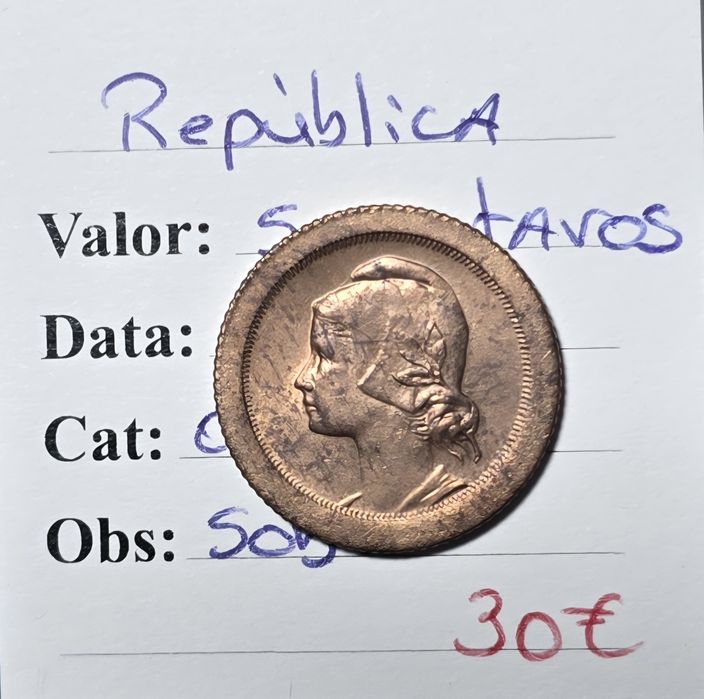 República
Valor: 5 tavos
Data:
Cat:
Obs:
30€